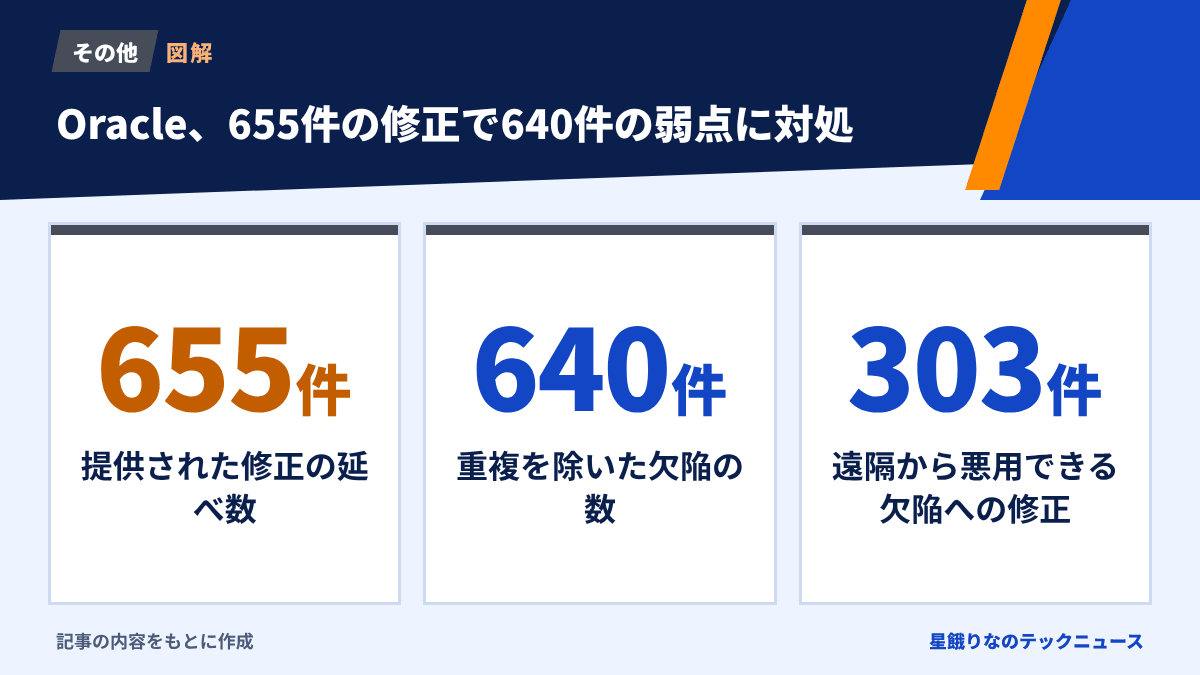 その他 図解
Oracle、655件の修正で640件の弱点に対処
655件
提供された修正の延
べ数
640件
重複を除いた欠陥の
数
303件
遠隔から悪用できる
欠陥への修正
記事の内容をもとに作成
星餓りなのテックニュース